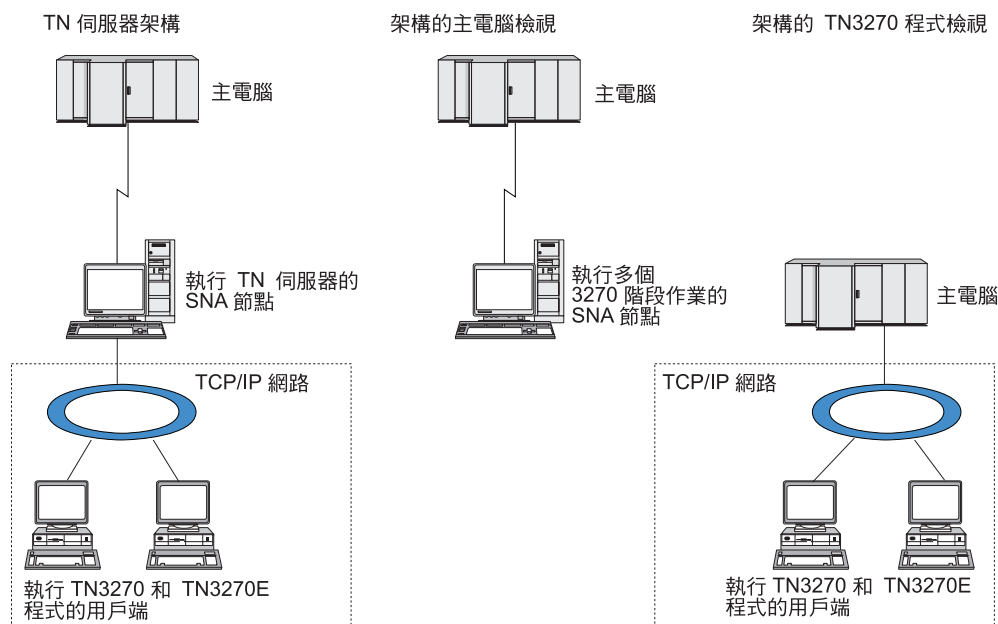 TN 伺服器架構
主電腦
執行 TN 伺服器的
SNA 節點
TCP/IP 網路
執行 TN3270 和 TN3270E
程式的用戶端
架構的主電腦檢視
主電腦
執行多個
3270 階段作業的
SNA 節點
架構的 TN3270 程式檢視
主電腦
TCP/IP 網路
執行 TN3270 和 TN3270E
程式的用戶端